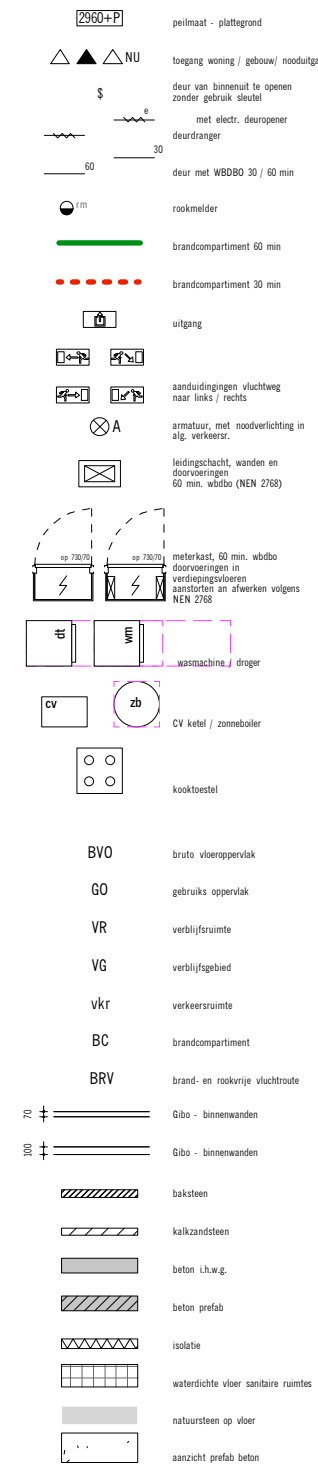 2960+P peilmaat - plattegrond
NU toegang woning / gebouw/ nooduitga
$ deur van binnenuit te openen
zonder gebruik sleutel
e met electr. deuropener
deurdranger
30
60 deur met WBDBO 30 / 60 min
rm rookmelder
brandcompartiment 60 min
brandcompartiment 30 min
uitgang
aanduidingingen vluchtweg
naar links / rechts
A armatuur, met noodverlichting in
alg. verkeersr.
leidingschacht, wanden en
doorvoeringen
60 min. wbdbo (NEN 2768)
op 730/70 op 730/70 meterkast, 60 min. wbdbo
doorvoeringen in
verdiepingsvloeren
aanstorten an afwerken volgens
NEN 2768
dt wm
wasmachine / droger
cv zb
CV ketel / zonneboiler
kooktoestel
BVO bruto vloeroppervlak
GO gebruiks oppervlak
VR verblijfsruimte
VG verblijfsgebied
vkr verkeersruimte
BC brandcompartiment
BRV brand- en rookvrije vluchtroute
70 Gibo - binnenwanden
100 Gibo - binnenwanden
baksteen
kalkzandsteen
beton i.h.w.g.
beton prefab
isolatie
waterdichte vloer sanitaire ruimtes
natuursteen op vloer
aanzicht prefab beton